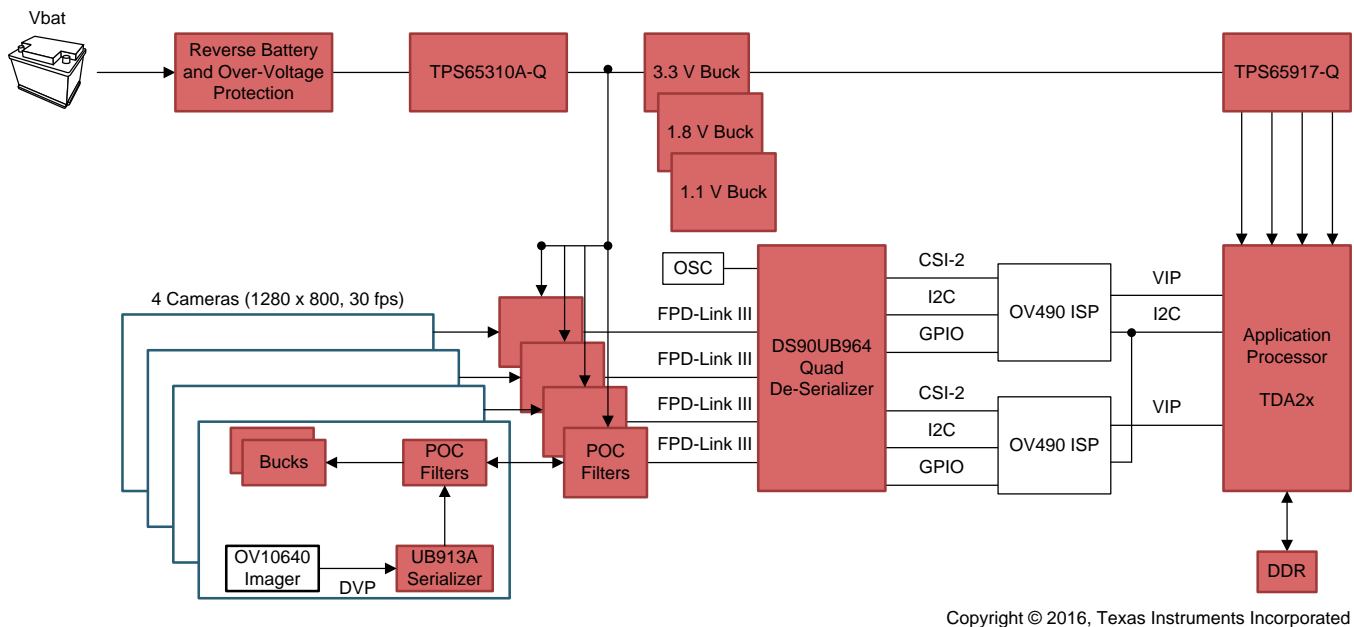 Vbat
Reverse Battery
and Over-Voltage
Protection
TPS65310A-Q
3.3 V Buck
1.8 V Buck
1.1 V Buck
TPS65917-Q
4 Cameras (1280 x 800, 30 fps)
OSC
FPD-Link III
FPD-Link III
FPD-Link III
FPD-Link III
DS90UB964
Quad
De-Serializer
CSI-2
I2C
GPIO
CSI-2
I2C
GPIO
OV490 ISP
OV490 ISP
VIP
I2C
VIP
Application
Processor
TDA2x
Bucks
POC
Filters
POC
Filters
OV10640
Imager
DVP
UB913A
Serializer
DDR
Copyright © 2016, Texas Instruments Incorporated